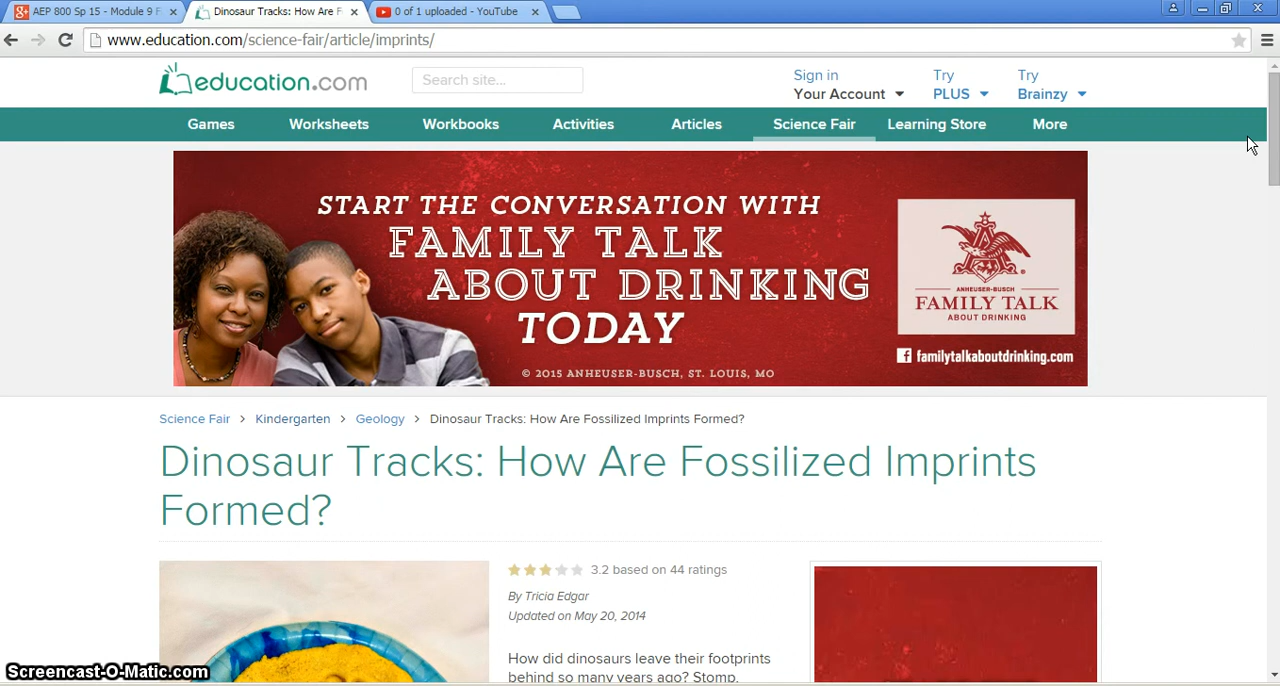 AEP 800 Sp 15 - Module 9 F
Dinosaur Tracks: How Are F
0 of 1 uploaded - YouTube
www.education.com/science-fair/article/imprints/
education.com
Search site...
Sign in
Your Account
Try
PLUS
Try
Brainzy
Games Worksheets Workbooks Activities Articles Science Fair Learning Store More
START THE CONVERSATION WITH
FAMILY TALK
ABOUT DRINKING
TODAY
© 2015 ANHEUSER-BUSCH, ST. LOUIS, MO
ANHEUSER-BUSCH
FAMILY TALK
ABOUT DRINKING
familytalkaboutdrinking.com
Science Fair > Kindergarten > Geology > Dinosaur Tracks: How Are Fossilized Imprints Formed?
Dinosaur Tracks: How Are Fossilized Imprints
Formed?
3.2 based on 44 ratings
By Tricia Edgar
Updated on May 20, 2014
How did dinosaurs leave their footprints
behind so many years ago? Stomp,
Screencast-O-Matic.com